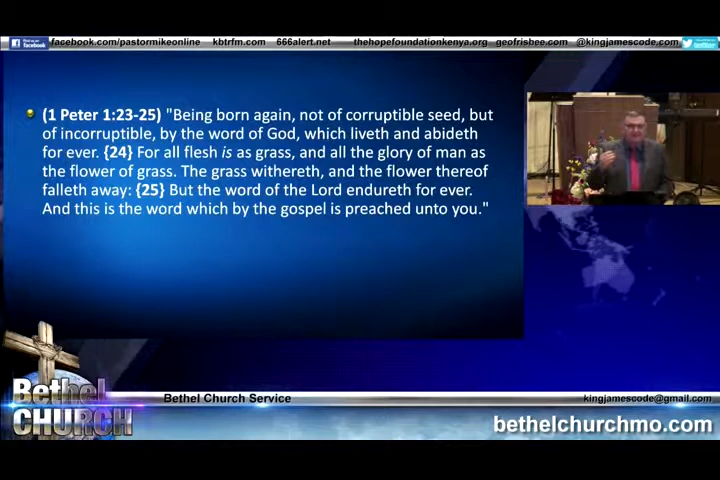 Find us on facebook facebook.com/pastormikeonline kbtrfm.com 666alert.net thehopefoundationkenya.org geofrisbee.com @kingjamescode.com twitter
(1 Peter 1:23-25) "Being born again, not of corruptible seed, but
of incorruptible, by the word of God, which liveth and abideth
for ever. {24} For all flesh is as grass, and all the glory of man as
the flower of grass. The grass withereth, and the flower thereof
falleth away: {25} But the word of the Lord endureth for ever.
And this is the word which by the gospel is preached unto you."
Bethel
CHURCH
Bethel Church Service
kingjamescode@gmail.com
bethelchurchmo.com